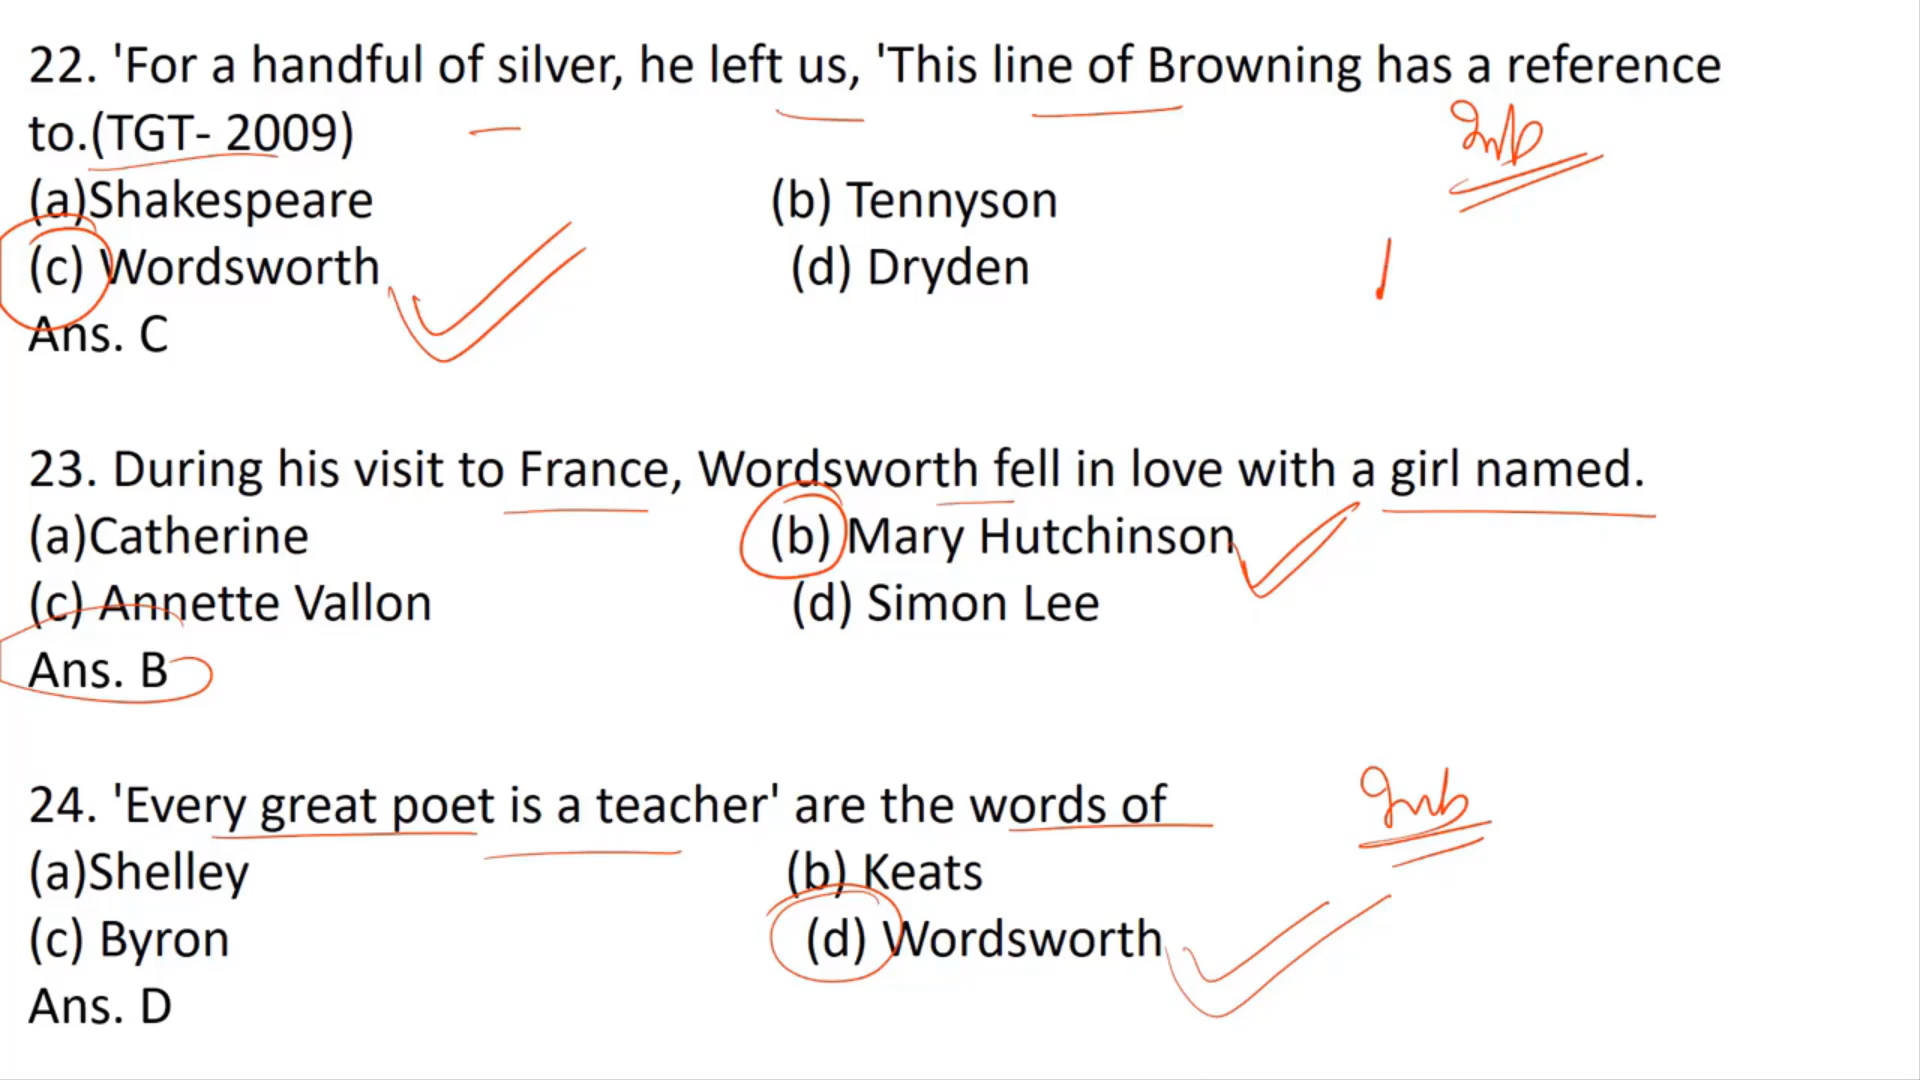 22. 'For a handful of silver, he left us, 'This line of Browning has a reference
to.(TGT- 2009)
Imp
(a)Shakespeare (b) Tennyson
(c) Wordsworth (d) Dryden
Ans. C
23. During his visit to France, Wordsworth fell in love with a girl named.
(a)Catherine (b) Mary Hutchinson
(c) Annette Vallon (d) Simon Lee
Ans. B
24. 'Every great poet is a teacher' are the words of
Imp
(a)Shelley (b) Keats
(c) Byron (d) Wordsworth
Ans. D